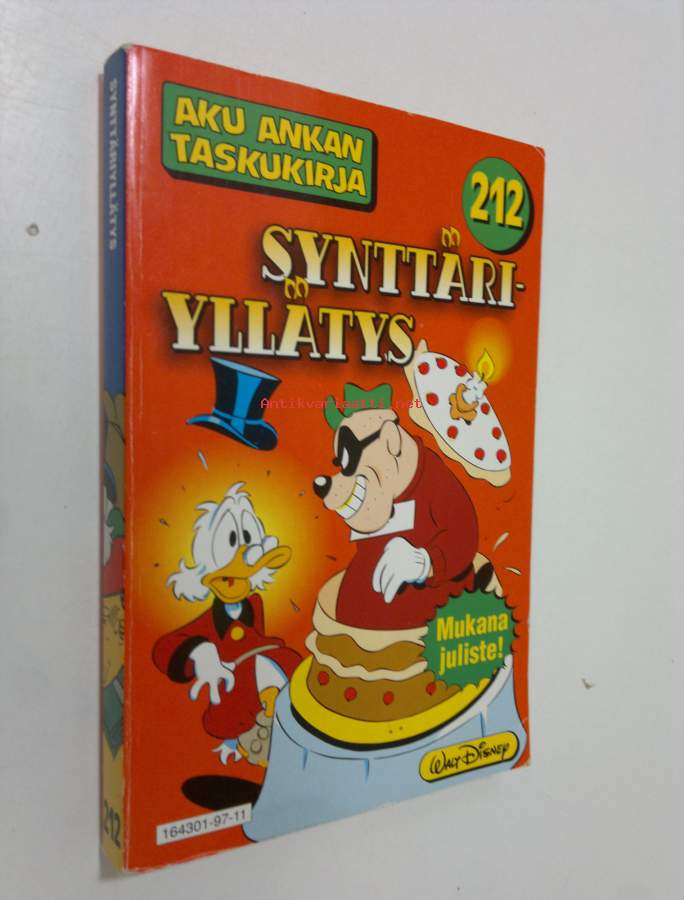 SYNTTÄRIYLLÄTYS
AKU ANKAN
TASKUKIRJA
212
SYNTTÄRI-
YLLÄTYS
Antikvariaatti.net
Mukana
juliste!
WALT DISNEY
164301-97-11
212